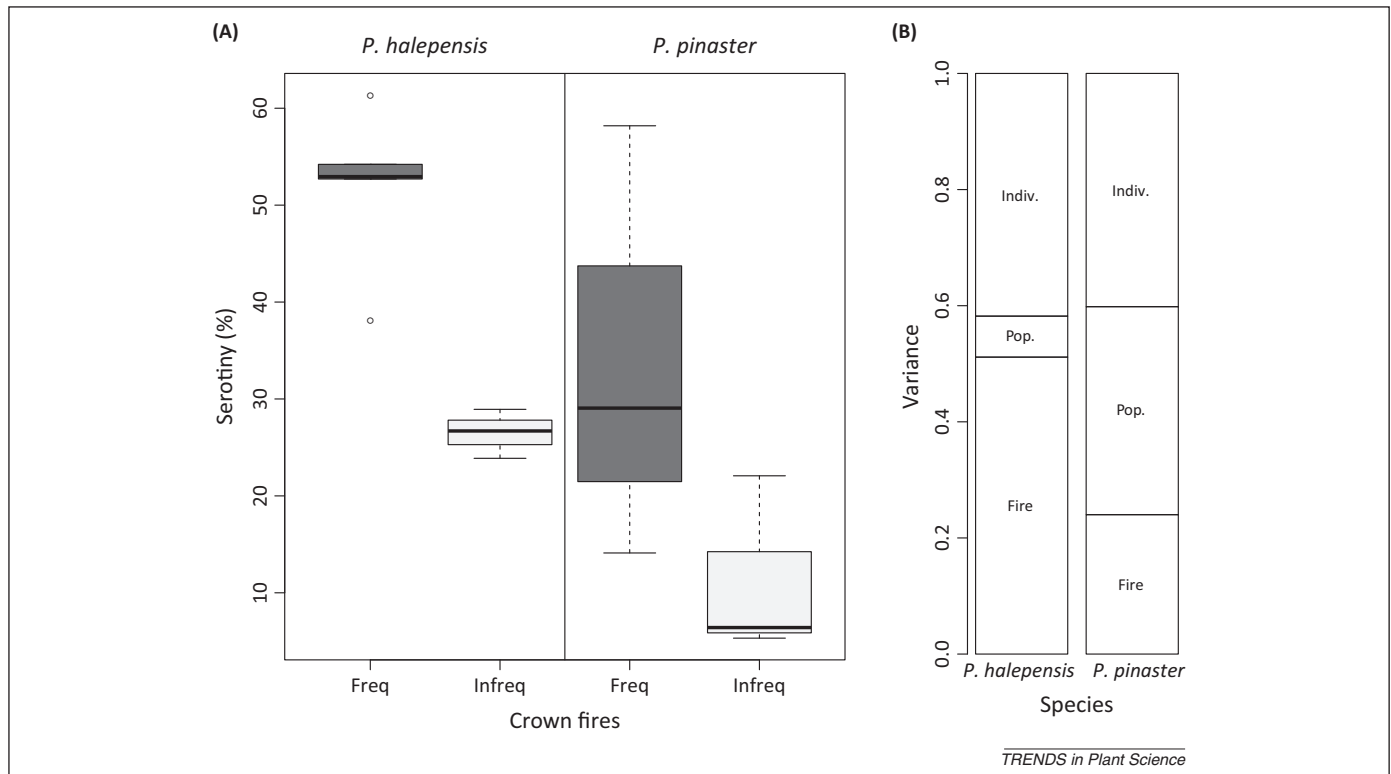 (A)
P. halepensis
P. pinaster
Serotiny (%)
60
50
40
30
20
10
Freq
Infreq
Freq
Infreq
Crown fires
(B)
Variance
1.0
0.8
0.6
0.4
0.2
0.0
Indiv.
Pop.
Fire
Indiv.
Pop.
Fire
P. halepensis
P. pinaster
Species
TRENDS in Plant Science